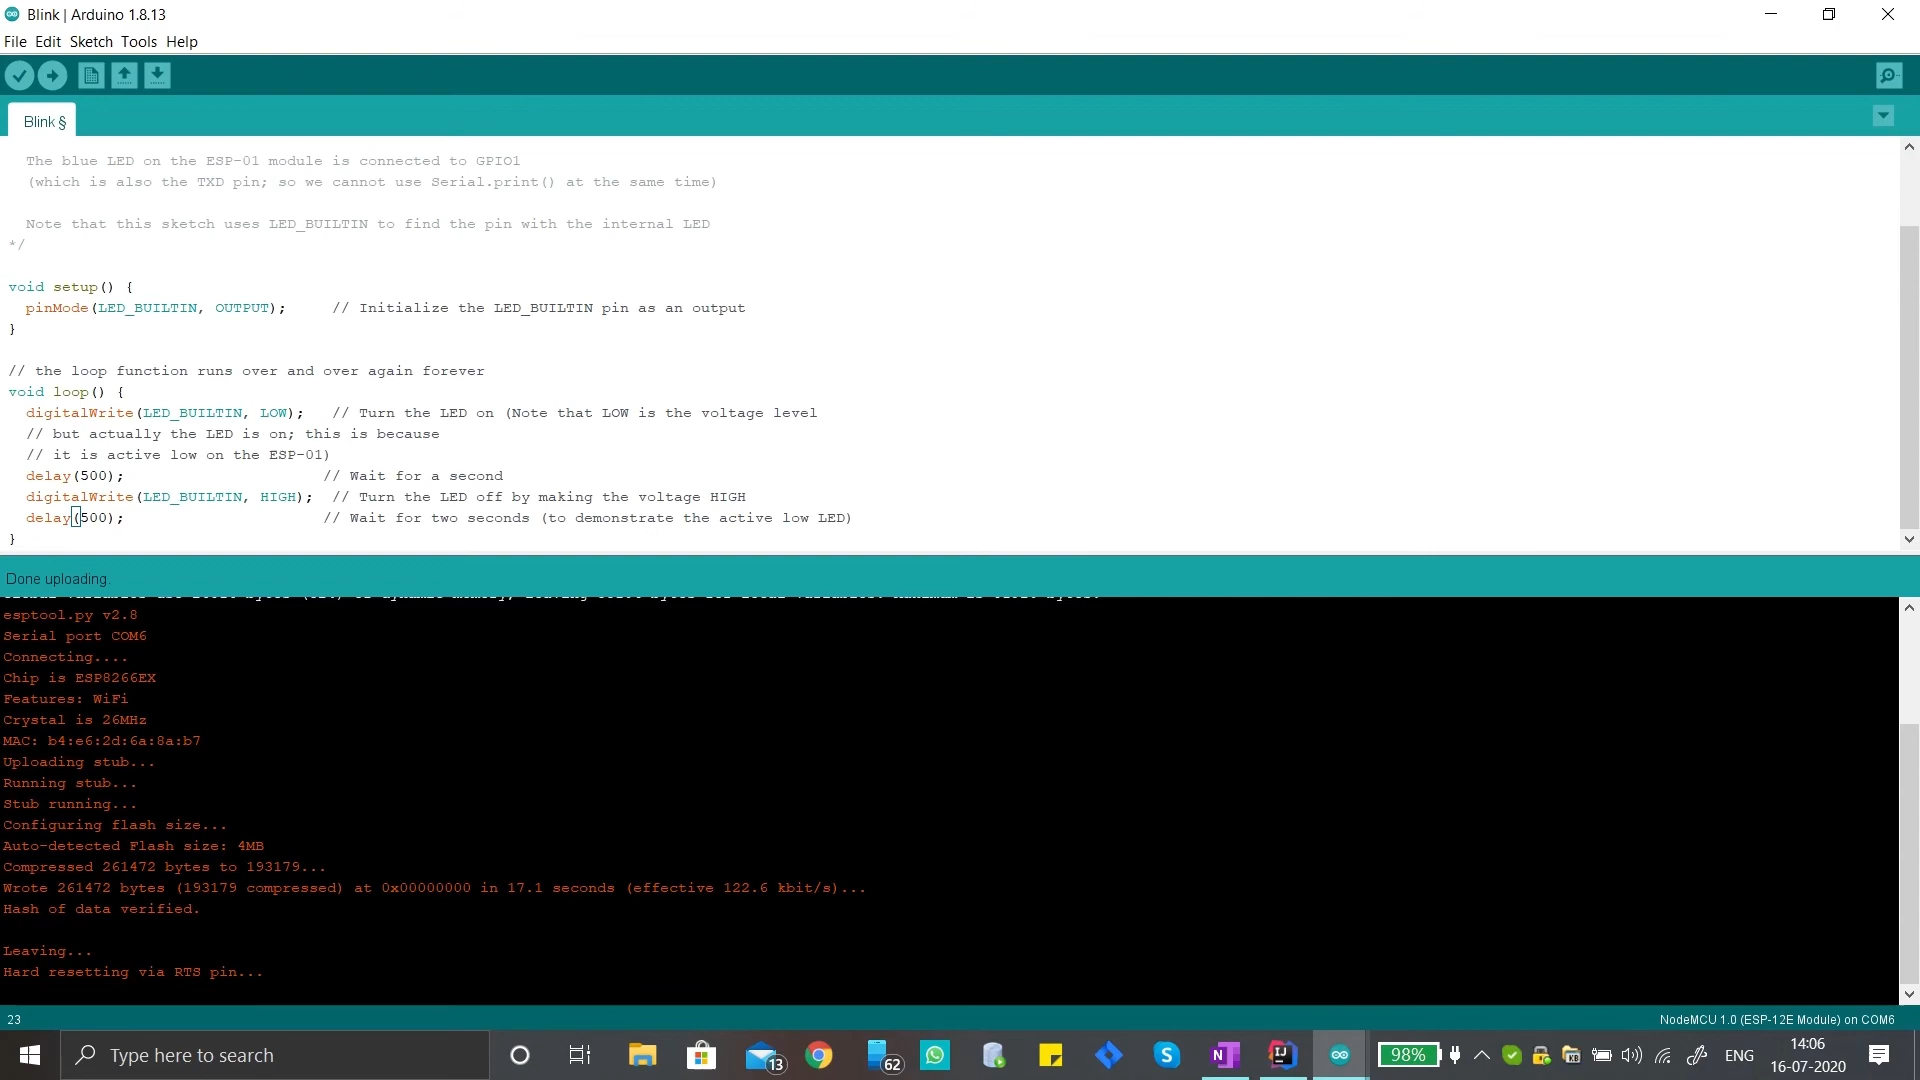 Blink | Arduino 1.8.13
File Edit Sketch Tools Help
Blink §
The blue LED on the ESP-01 module is connected to GPIO1
(which is also the TXD pin; so we cannot use Serial.print() at the same time)
Note that this sketch uses LED_BUILTIN to find the pin with the internal LED
*/
void setup() {
pinMode(LED_BUILTIN, OUTPUT);     // Initialize the LED_BUILTIN pin as an output
}
// the loop function runs over and over again forever
void loop() {
digitalWrite(LED_BUILTIN, LOW);   // Turn the LED on (Note that LOW is the voltage level
// but actually the LED is on; this is because
// it is active low on the ESP-01)
delay(500);                      // Wait for a second
digitalWrite(LED_BUILTIN, HIGH);  // Turn the LED off by making the voltage HIGH
delay(500);                      // Wait for two seconds (to demonstrate the active low LED)
}
Done uploading.
esptool.py v2.8
Serial port COM6
Connecting....
Chip is ESP8266EX
Features: WiFi
Crystal is 26MHz
MAC: b4:e6:2d:6a:8a:b7
Uploading stub...
Running stub...
Stub running...
Configuring flash size...
Auto-detected Flash size: 4MB
Compressed 261472 bytes to 193179...
Wrote 261472 bytes (193179 compressed) at 0x00000000 in 17.1 seconds (effective 122.6 kbit/s)...
Hash of data verified.
Leaving...
Hard resetting via RTS pin...
23
NodeMCU 1.0 (ESP-12E Module) on COM6
Type here to search
13
62
98%
ENG
14:06
16-07-2020